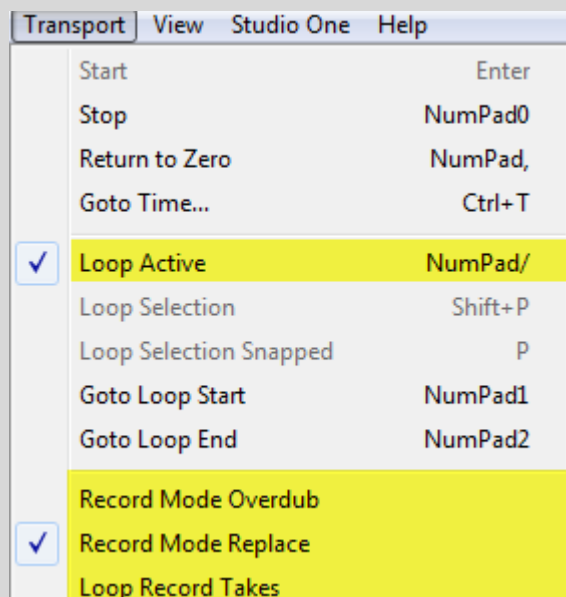 Transport View Studio One Help
Start Enter
Stop NumPad0
Return to Zero NumPad,
Goto Time... Ctrl+T
Loop Active NumPad/
Loop Selection Shift+P
Loop Selection Snapped P
Goto Loop Start NumPad1
Goto Loop End NumPad2
Record Mode Overdub
Record Mode Replace
Loop Record Takes